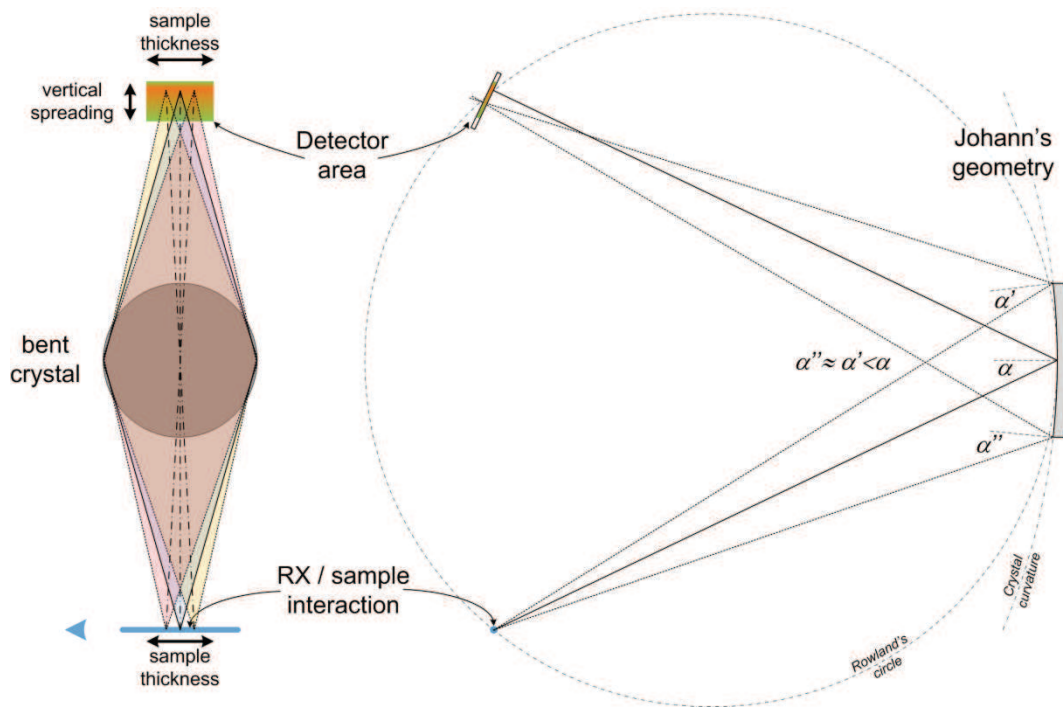 sample
thickness
vertical
spreading
Detector
area
Johann's
geometry
α'
α''≈ α'<α
α
bent
crystal
α''
RX / sample
interaction
Crystal
curvature
sample
thickness
Rowland's
circle